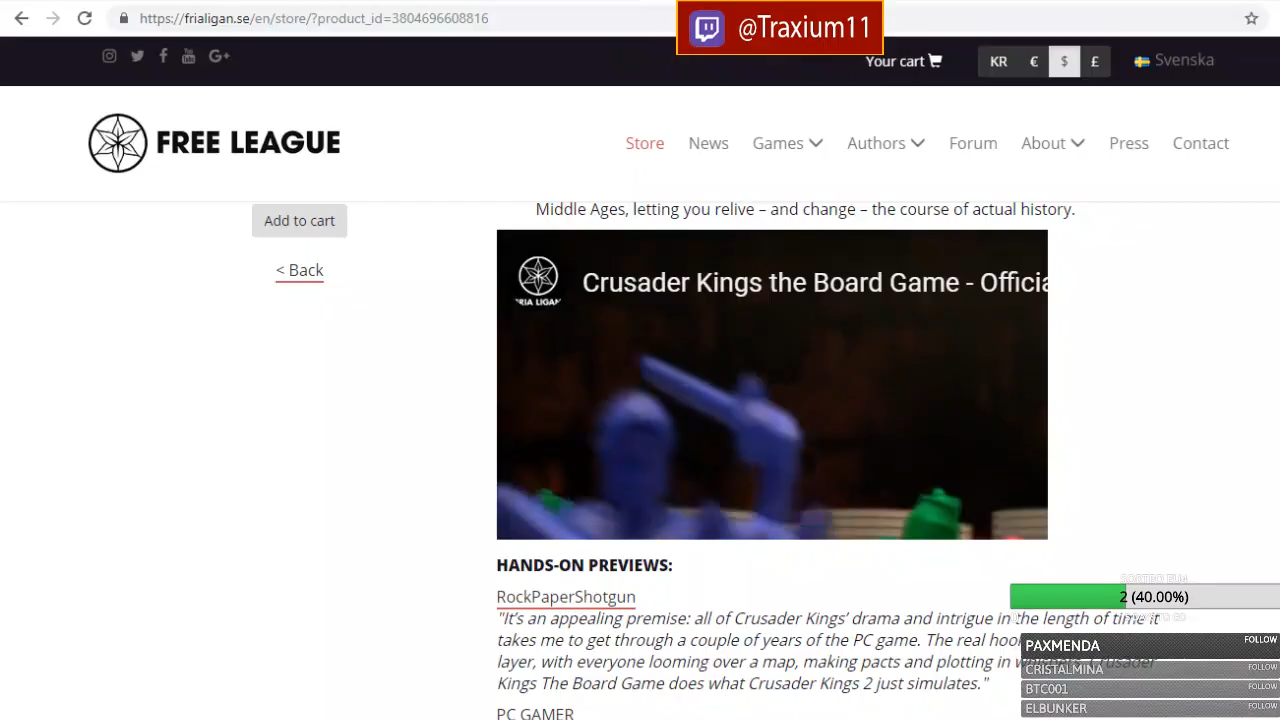 https://frialigan.se/en/store/?product_id=3804696608816
@Traxium11
Your cart
KR € $ £
Svenska
FREE LEAGUE
Store News Games Authors Forum About Press Contact
Add to cart
< Back
Middle Ages, letting you relive – and change – the course of actual history.
Crusader Kings the Board Game - Officia
FRIA LIGAN
HANDS-ON PREVIEWS:
RockPaperShotgun
"It's an appealing premise: all of Crusader Kings' drama and intrigue in the length of time it
takes me to get through a couple of years of the PC game. The real hook
layer, with everyone looming over a map, making pacts and plotting in whispers. Crusader
Kings The Board Game does what Crusader Kings 2 just simulates."
PC GAMER
2 (40.00%)
PAXMENDA FOLLOW
CRISTALMINA FOLLOW
BTC001 FOLLOW
ELBUNKER FOLLOW